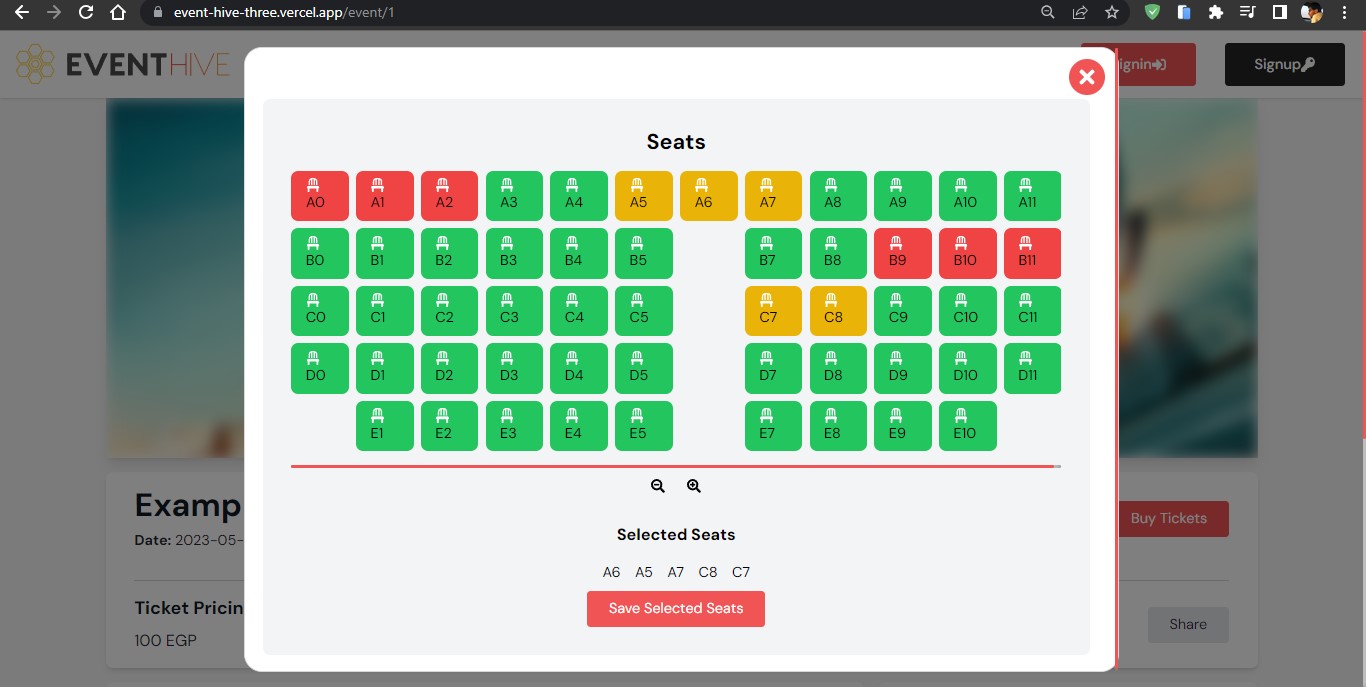 event-hive-three.vercel.app/event/1
EVENTHIVE
ignin
Signup
Seats
A0 A1 A2 A3 A4 A5 A6 A7 A8 A9 A10 A11
B0 B1 B2 B3 B4 B5 B7 B8 B9 B10 B11
C0 C1 C2 C3 C4 C5 C7 C8 C9 C10 C11
D0 D1 D2 D3 D4 D5 D7 D8 D9 D10 D11
E1 E2 E3 E4 E5 E7 E8 E9 E10
Selected Seats
A6 A5 A7 C8 C7
Save Selected Seats
Examp
Date: 2023-05-
Buy Tickets
Ticket Pricin
100 EGP
Share